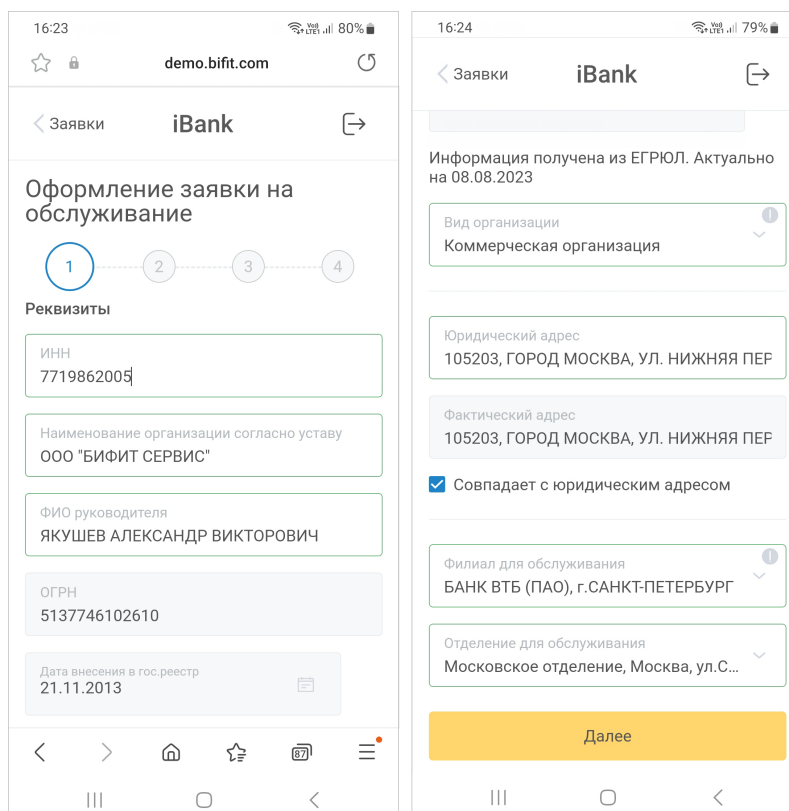 16:23
Vo)) LTE1 80%
demo.bifit.com
Заявки
iBank
Оформление заявки на
обслуживание
1 2 3 4
Реквизиты
ИНН
7719862005
Наименование организации согласно уставу
ООО "БИФИТ СЕРВИС"
ФИО руководителя
ЯКУШЕВ АЛЕКСАНДР ВИКТОРОВИЧ
ОГРН
5137746102610
Дата внесения в гос.реестр
21.11.2013
87
16:24
Vo)) LTE1 79%
Заявки
iBank
Информация получена из ЕГРЮЛ. Актуально
на 08.08.2023
Вид организации
Коммерческая организация
Юридический адрес
105203, ГОРОД МОСКВА, УЛ. НИЖНЯЯ ПЕР
Фактический адрес
105203, ГОРОД МОСКВА, УЛ. НИЖНЯЯ ПЕР
Совпадает с юридическим адресом
Филиал для обслуживания
БАНК ВТБ (ПАО), г.САНКТ-ПЕТЕРБУРГ
Отделение для обслуживания
Московское отделение, Москва, ул.С...
Далее